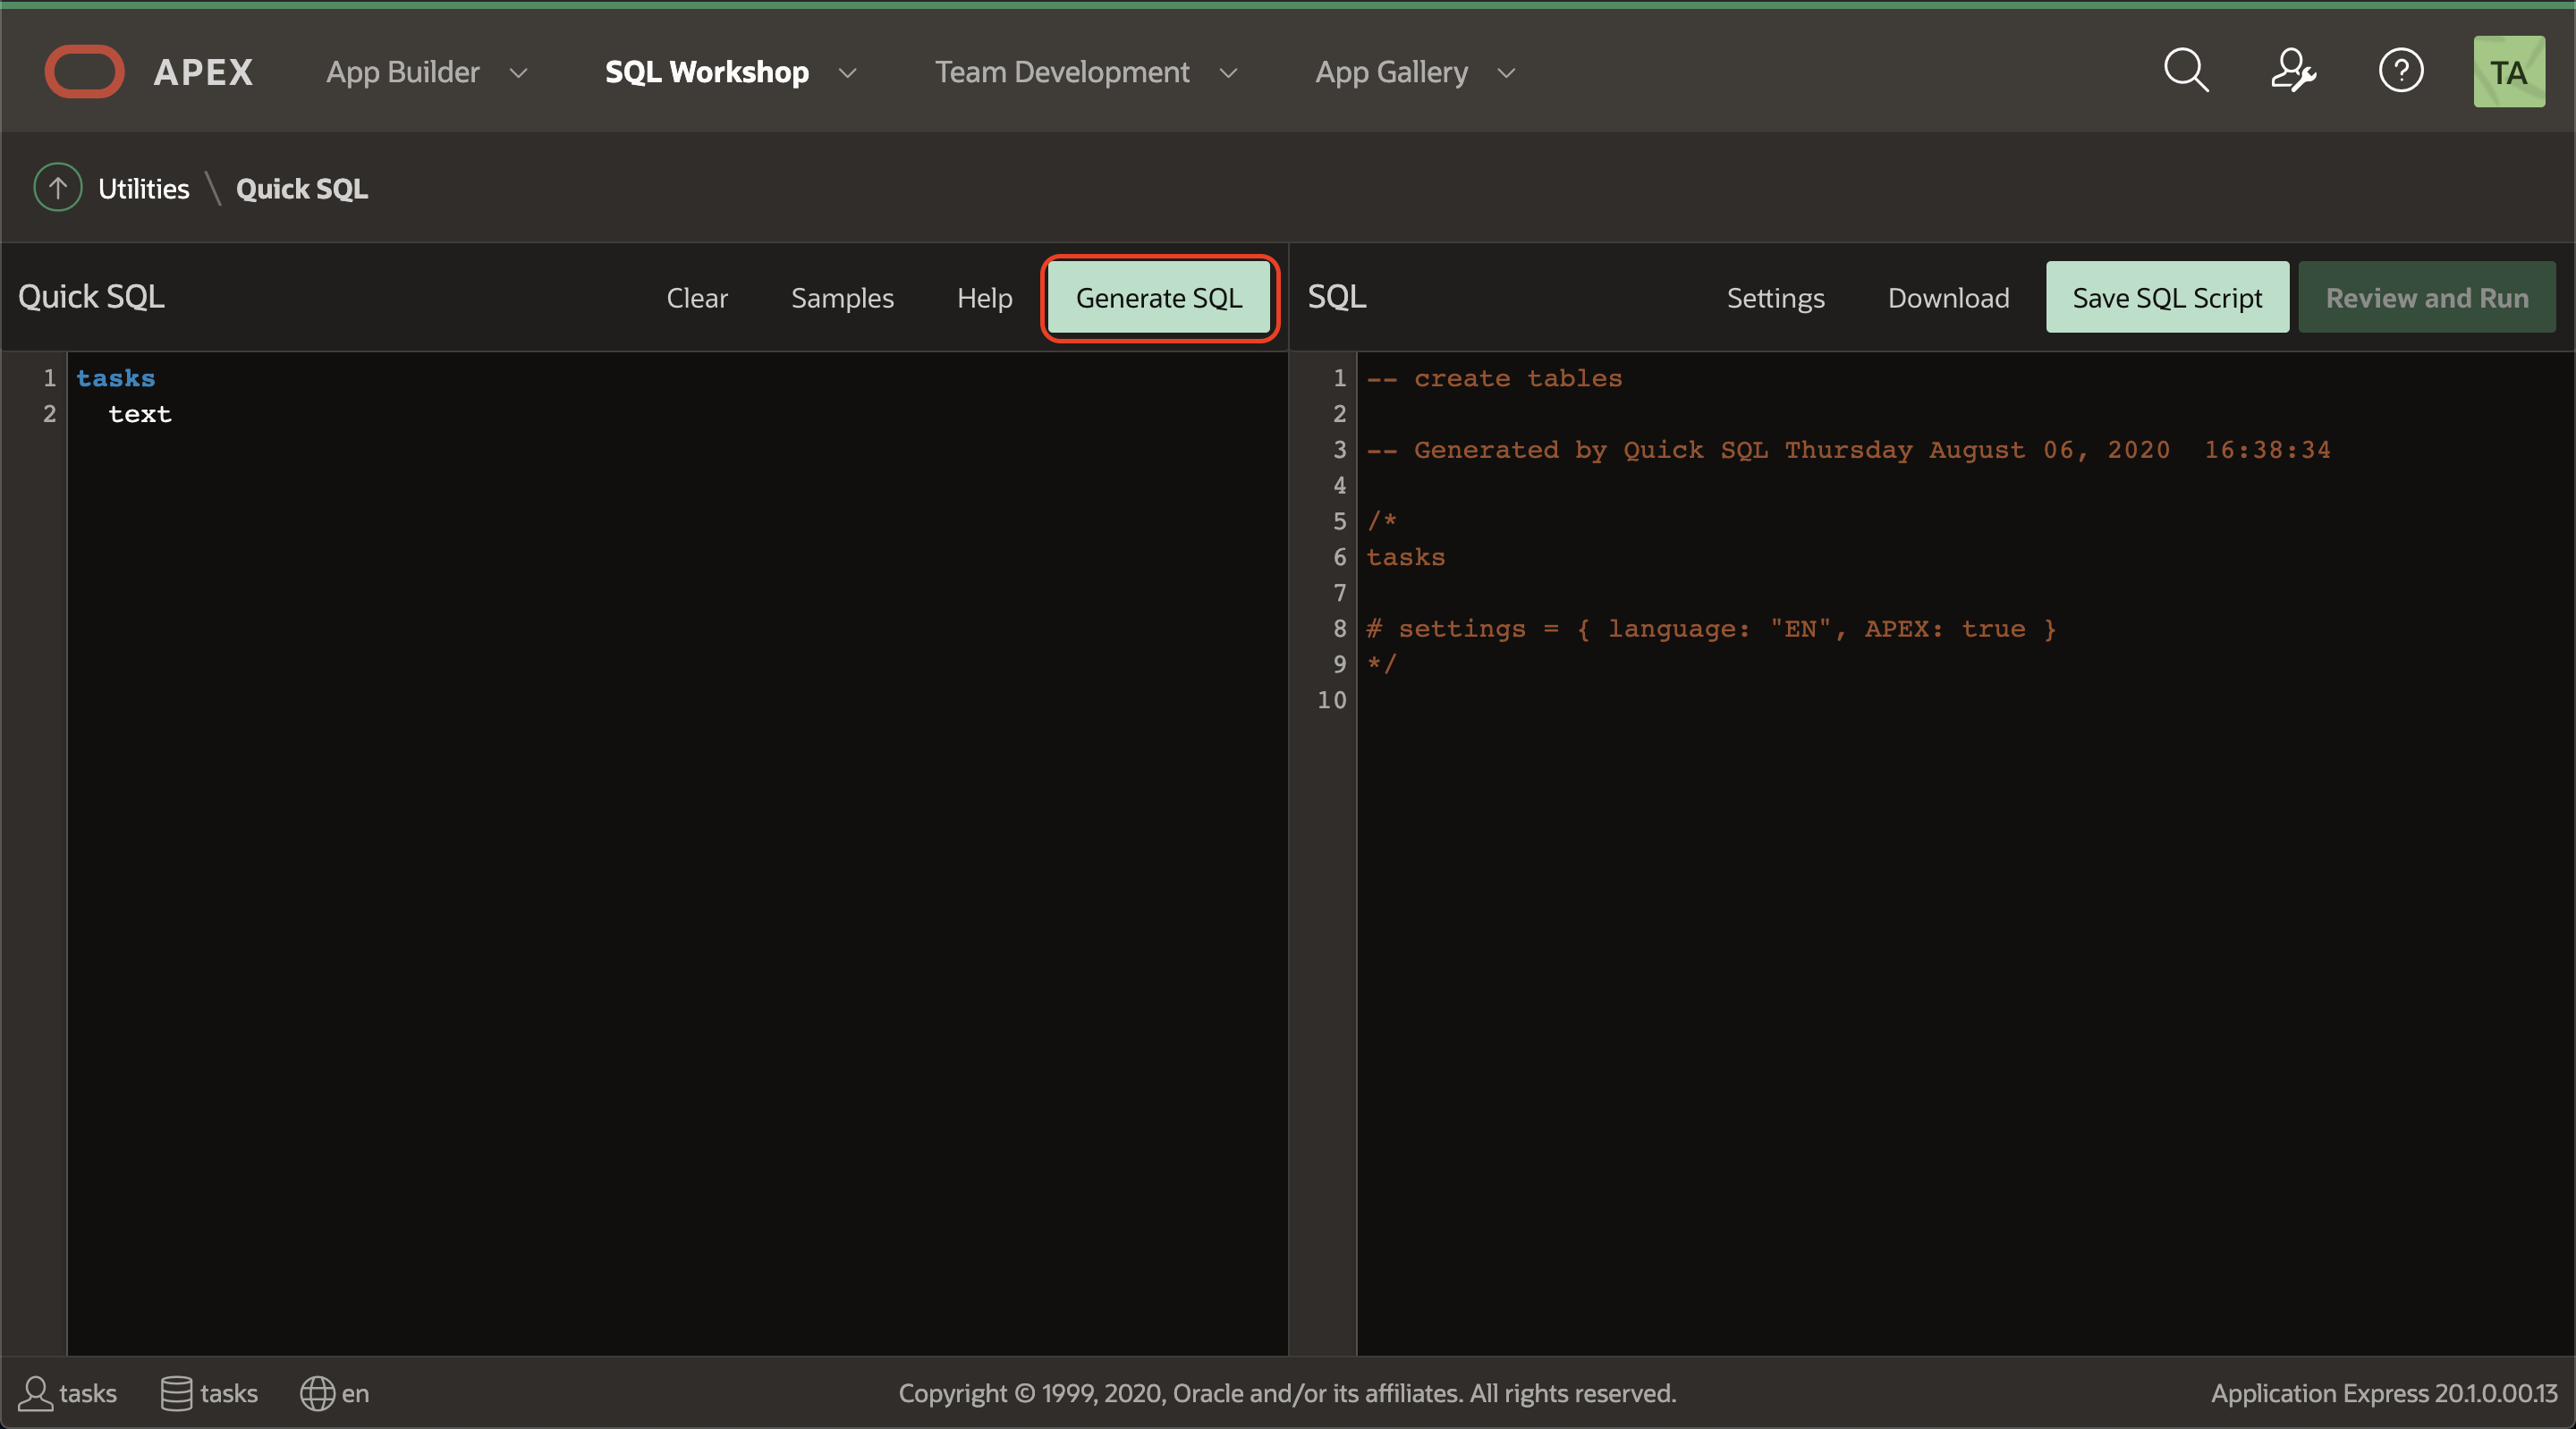 APEX App Builder SQL Workshop Team Development App Gallery TA
Utilities \ Quick SQL
Quick SQL Clear Samples Help Generate SQL
1 tasks
2 text
SQL Settings Download Save SQL Script Review and Run
1 -- create tables
2
3 -- Generated by Quick SQL Thursday August 06, 2020  16:38:34
4
5 /*
6 tasks
7
8 # settings = { language: "EN", APEX: true }
9 */
10
tasks tasks en Copyright © 1999, 2020, Oracle and/or its affiliates. All rights reserved. Application Express 20.1.0.00.13